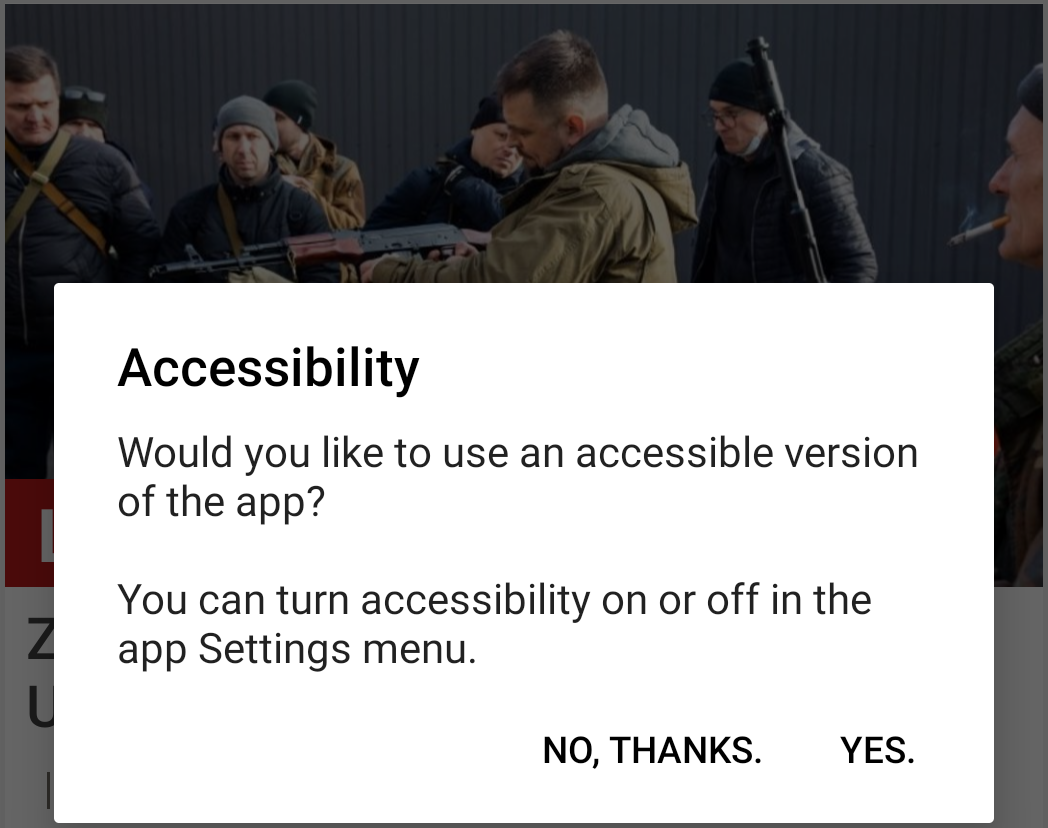 Accessibility
Would you like to use an accessible version
of the app?
You can turn accessibility on or off in the
app Settings menu.
NO, THANKS.
YES.